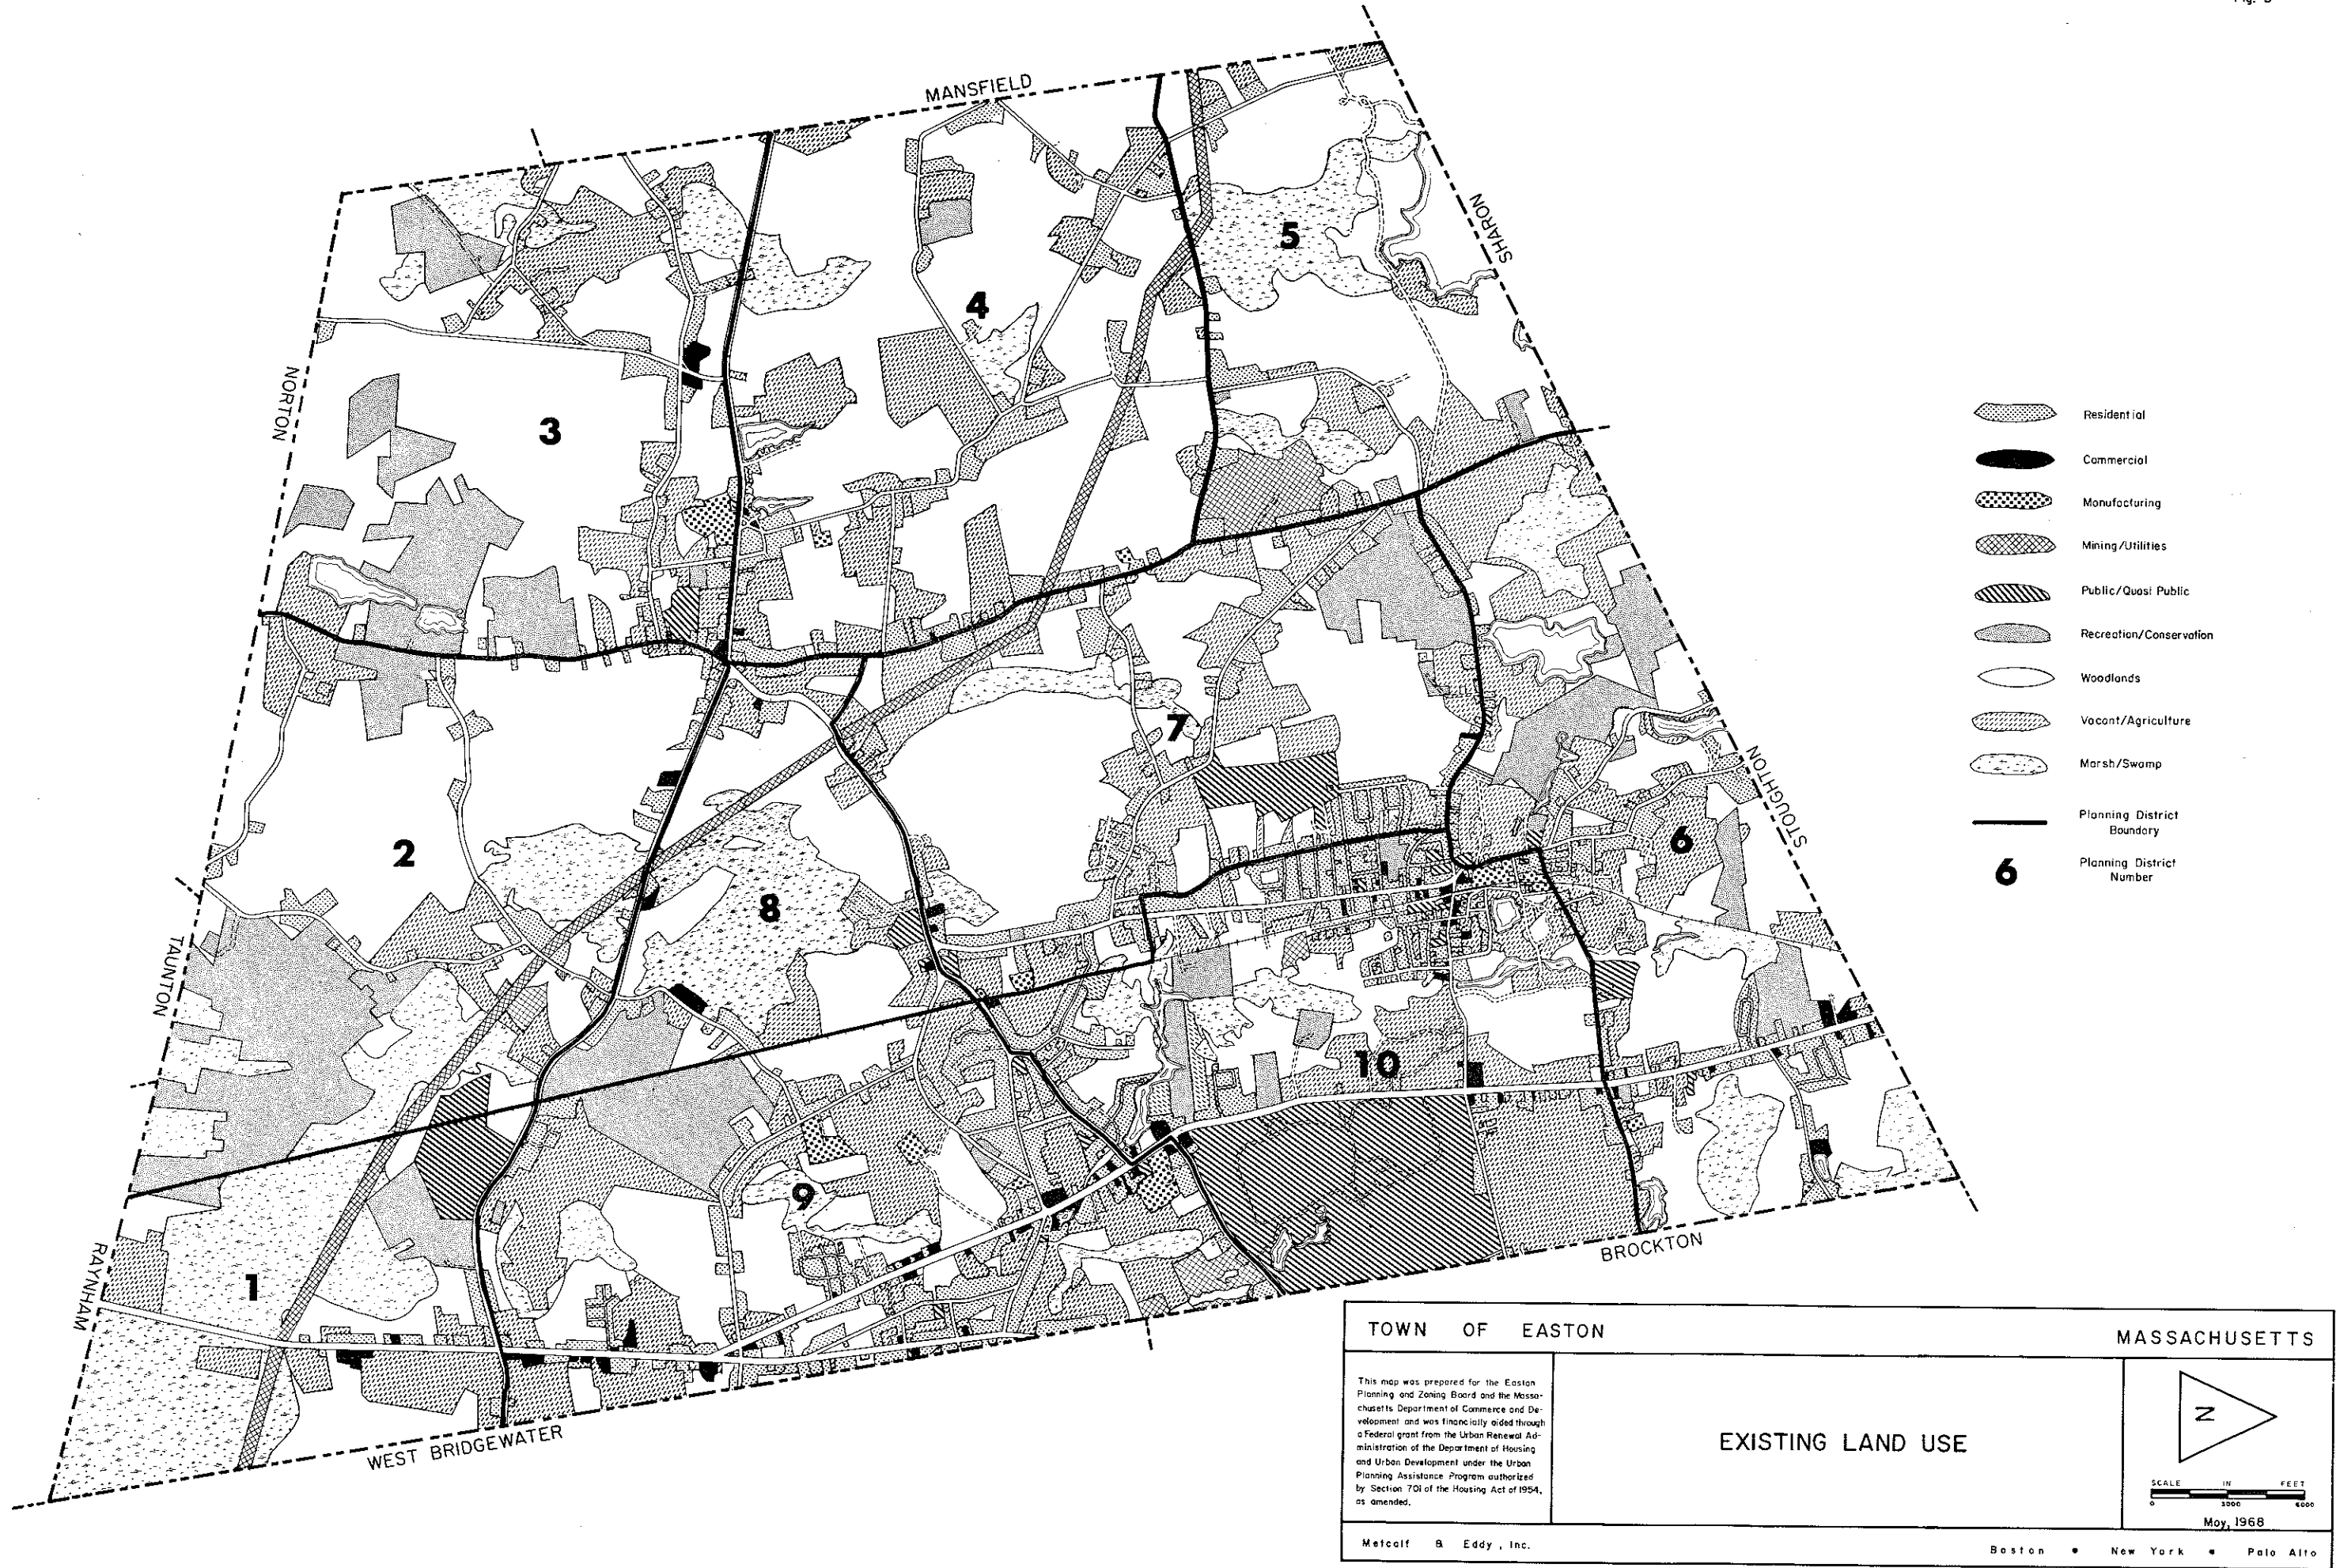 MANSFIELD
SHARON
5
4
NORTON
3
Residential
Commercial
Manufacturing
Mining/Utilities
Public/Quasi Public
Recreation/Conservation
Woodlands
Vacant/Agriculture
Marsh/Swamp
Planning District
Boundary
6
Planning District
Number
7
STOUGHTON
2
6
8
TAUNTON
10
9
RAYNHAM
1
BROCKTON
WEST BRIDGEWATER
TOWN OF EASTON
MASSACHUSETTS
This map was prepared for the Easton
Planning and Zoning Board and the Massa-
chusetts Department of Commerce and De-
velopment and was financially aided through
a Federal grant from the Urban Renewal Ad-
ministration of the Department of Housing
and Urban Development under the Urban
Planning Assistance Program authorized
by Section 701 of the Housing Act of 1954,
as amended.
EXISTING LAND USE
N
SCALE IN FEET
0 3000 6000
May, 1968
Metcalf & Eddy, Inc.
Boston • New York • Palo Alto